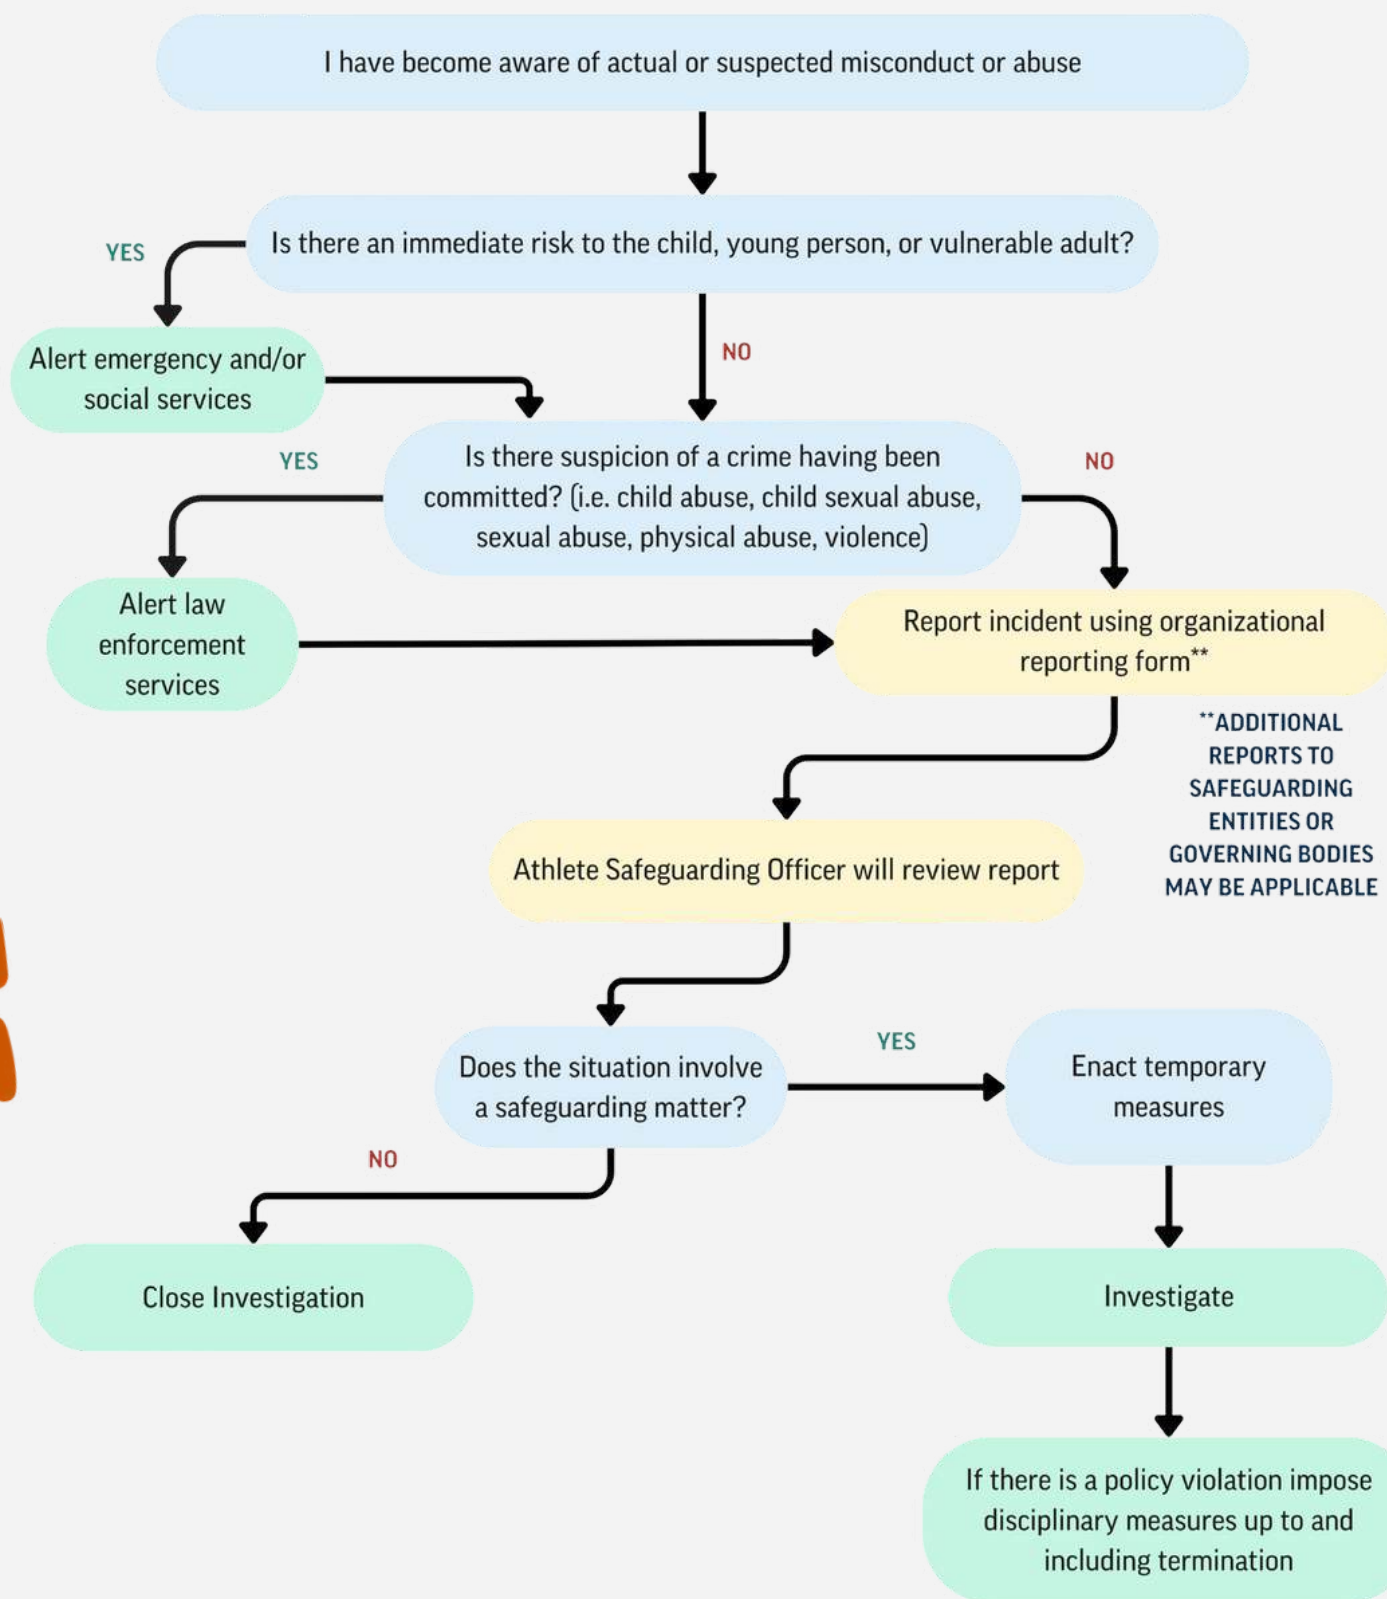 I have become aware of actual or suspected misconduct or abuse
Is there an immediate risk to the child, young person, or vulnerable adult?
YES
NO
Alert emergency and/or
social services
Is there suspicion of a crime having been
committed? (i.e. child abuse, child sexual abuse,
sexual abuse, physical abuse, violence)
YES
NO
Alert law
enforcement
services
Report incident using organizational
reporting form**
**ADDITIONAL
REPORTS TO
SAFEGUARDING
ENTITIES OR
GOVERNING BODIES
MAY BE APPLICABLE
Athlete Safeguarding Officer will review report
Does the situation involve
a safeguarding matter?
YES
Enact temporary
measures
NO
Close Investigation
Investigate
If there is a policy violation impose
disciplinary measures up to and
including termination